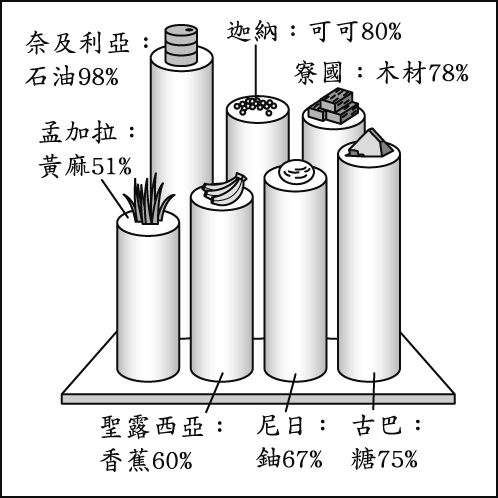 奈及利亞：
石油98%
迦納：可可80%
寮國：木材78%
孟加拉：
黃麻51%
聖露西亞：
香蕉60%
尼日：
鈾67%
古巴：
糖75%